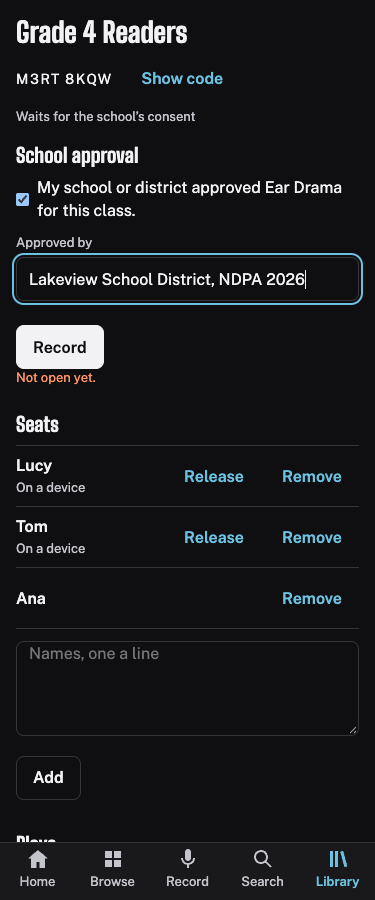 Grade 4 Readers
M3RT 8KQW Show code
Waits for the school's consent
School approval
My school or district approved Ear Drama
for this class.
Approved by
Lakeview School District, NDPA 2026
Record
Not open yet.
Seats
Lucy
On a device
Release Remove
Tom
On a device
Release Remove
Ana Remove
Names, one a line
Add
Plays
Home Browse Record Search Library